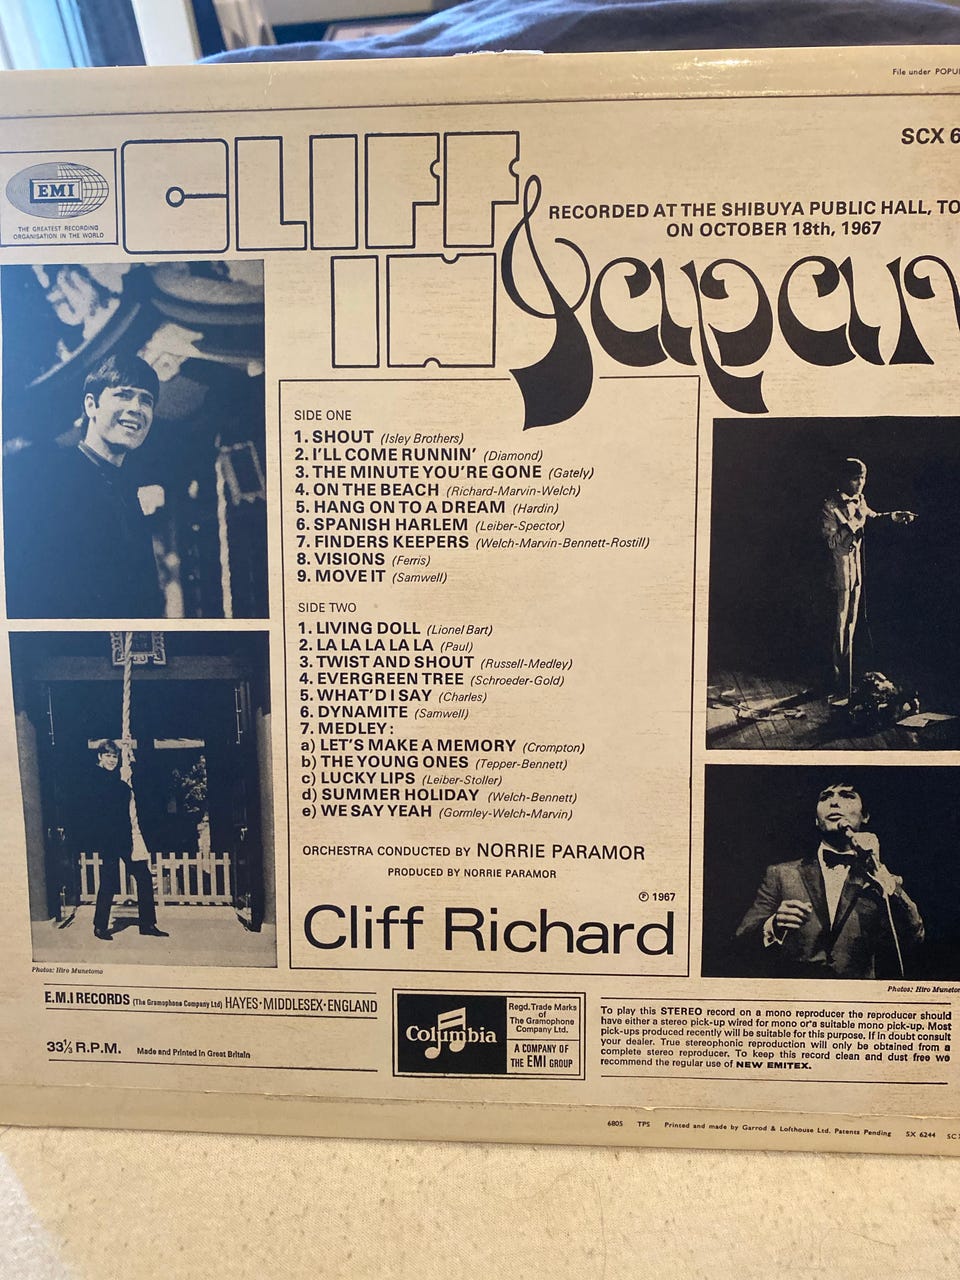 File under POPU
SCX 6
EMI
THE GREATEST RECORDING
ORGANISATION IN THE WORLD
CLIFF
IN Japan
RECORDED AT THE SHIBUYA PUBLIC HALL, TO
ON OCTOBER 18th, 1967
SIDE ONE
1. SHOUT (Isley Brothers)
2. I'LL COME RUNNIN' (Diamond)
3. THE MINUTE YOU'RE GONE (Gately)
4. ON THE BEACH (Richard-Marvin-Welch)
5. HANG ON TO A DREAM (Hardin)
6. SPANISH HARLEM (Leiber-Spector)
7. FINDERS KEEPERS (Welch-Marvin-Bennett-Rostill)
8. VISIONS (Ferris)
9. MOVE IT (Samwell)
SIDE TWO
1. LIVING DOLL (Lionel Bart)
2. LA LA LA LA LA (Paul)
3. TWIST AND SHOUT (Russell-Medley)
4. EVERGREEN TREE (Schroeder-Gold)
5. WHAT'D I SAY (Charles)
6. DYNAMITE (Samwell)
7. MEDLEY:
a) LET'S MAKE A MEMORY (Crompton)
b) THE YOUNG ONES (Tepper-Bennett)
c) LUCKY LIPS (Leiber-Stoller)
d) SUMMER HOLIDAY (Welch-Bennett)
e) WE SAY YEAH (Gormley-Welch-Marvin)
ORCHESTRA CONDUCTED BY NORRIE PARAMOR
PRODUCED BY NORRIE PARAMOR
℗ 1967
Cliff Richard
Photos: Hiro Munetomo
Photos: Hiro Munetom
E.M.I RECORDS (The Gramophone Company Ltd) HAYES·MIDDLESEX·ENGLAND
33⅓ R.P.M. Made and Printed in Great Britain
Columbia
Regd. Trade Marks
of
The Gramophone
Company Ltd.
A COMPANY OF
THE EMI GROUP
To play this STEREO record on a mono reproducer the reproducer should
have either a stereo pick-up wired for mono or a suitable mono pick-up. Most
pick-ups produced recently will be suitable for this purpose. If in doubt consult
your dealer. True stereophonic reproduction will only be obtained from a
complete stereo reproducer. To keep this record clean and dust free we
recommend the regular use of NEW EMITEX.
6805 TPS Printed and made by Garrod & Lofthouse Ltd. Patents Pending SX 6244 SC